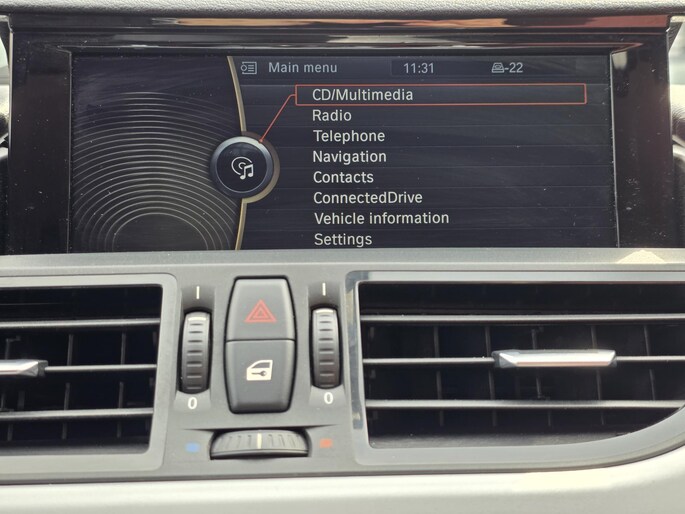 Main menu 11:31 -22
CD/Multimedia
Radio
Telephone
Navigation
Contacts
ConnectedDrive
Vehicle information
Settings
I I
0 0